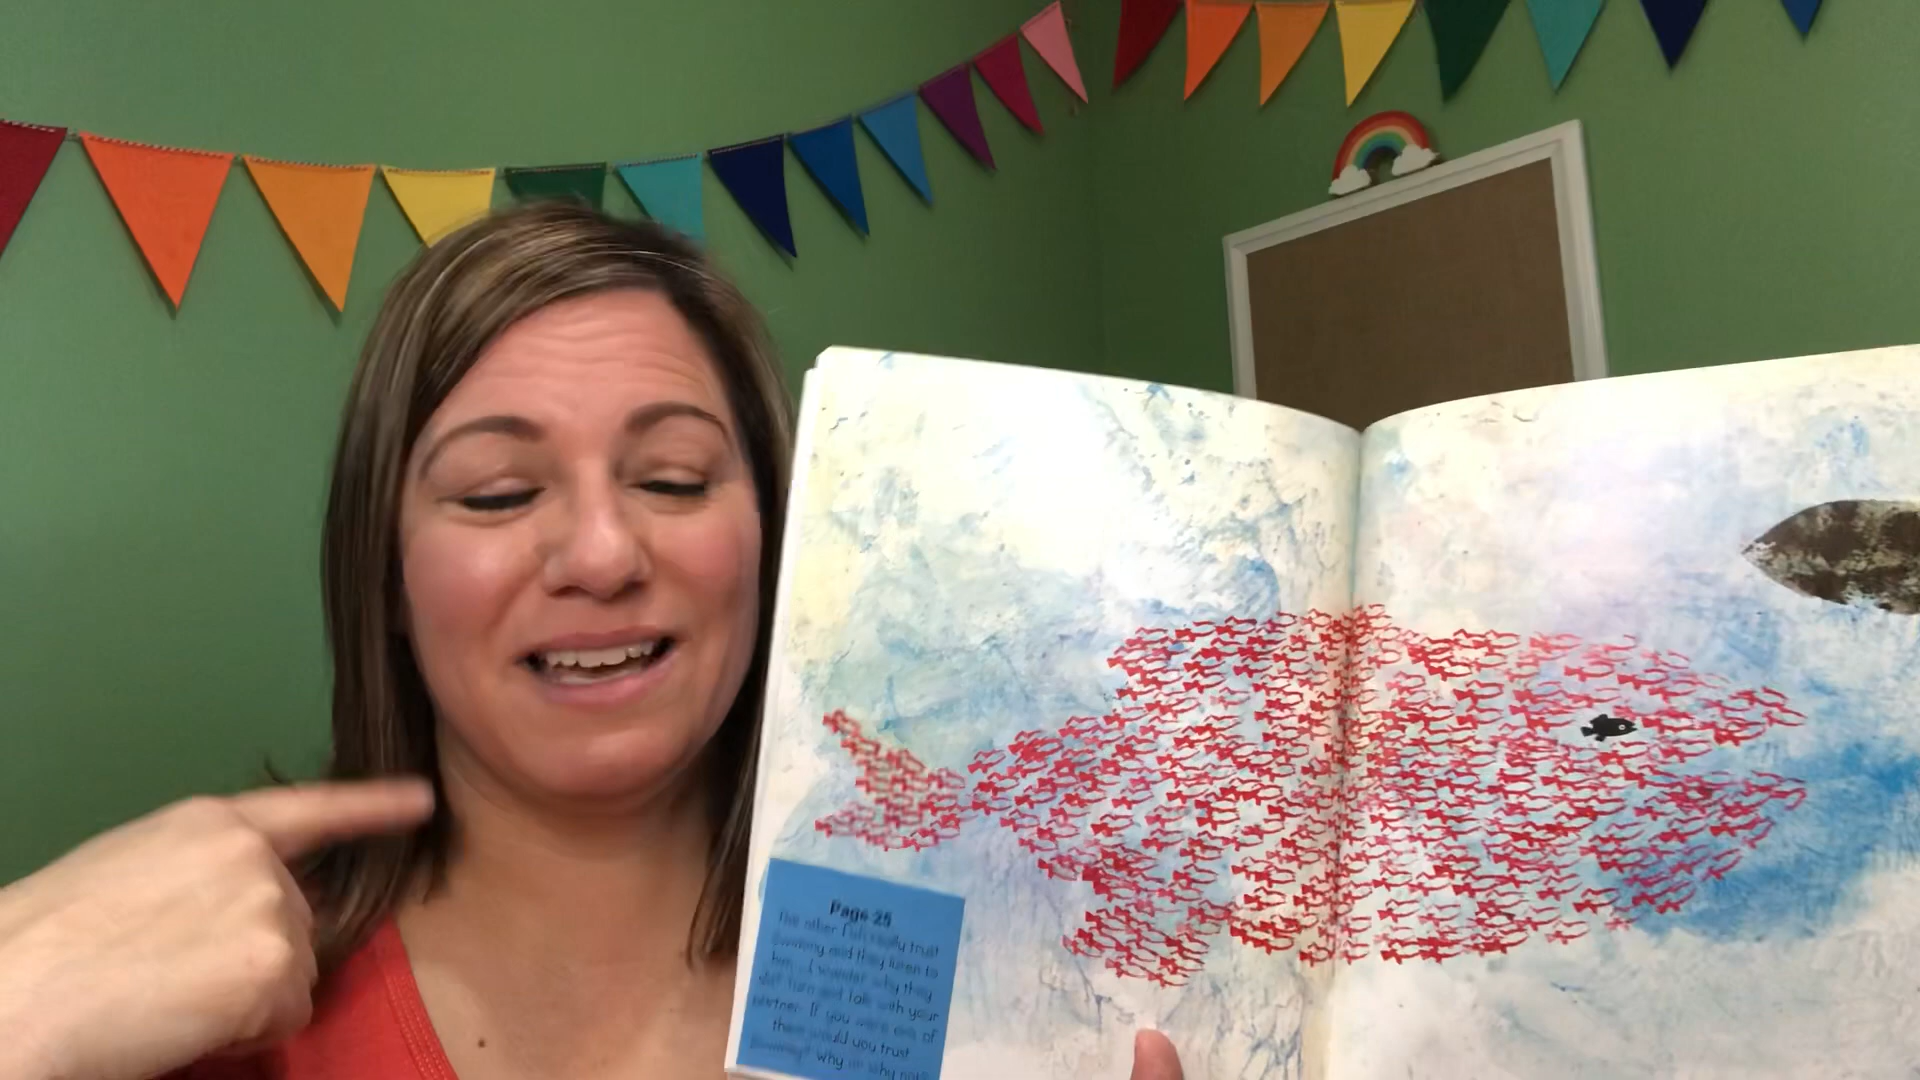 Page 25
The other fish really trust
Swimmy and they listen to
him. I wonder why they
turn and talk with your
partner. If you were one of
them would you trust
Swimmy? Why or why not?